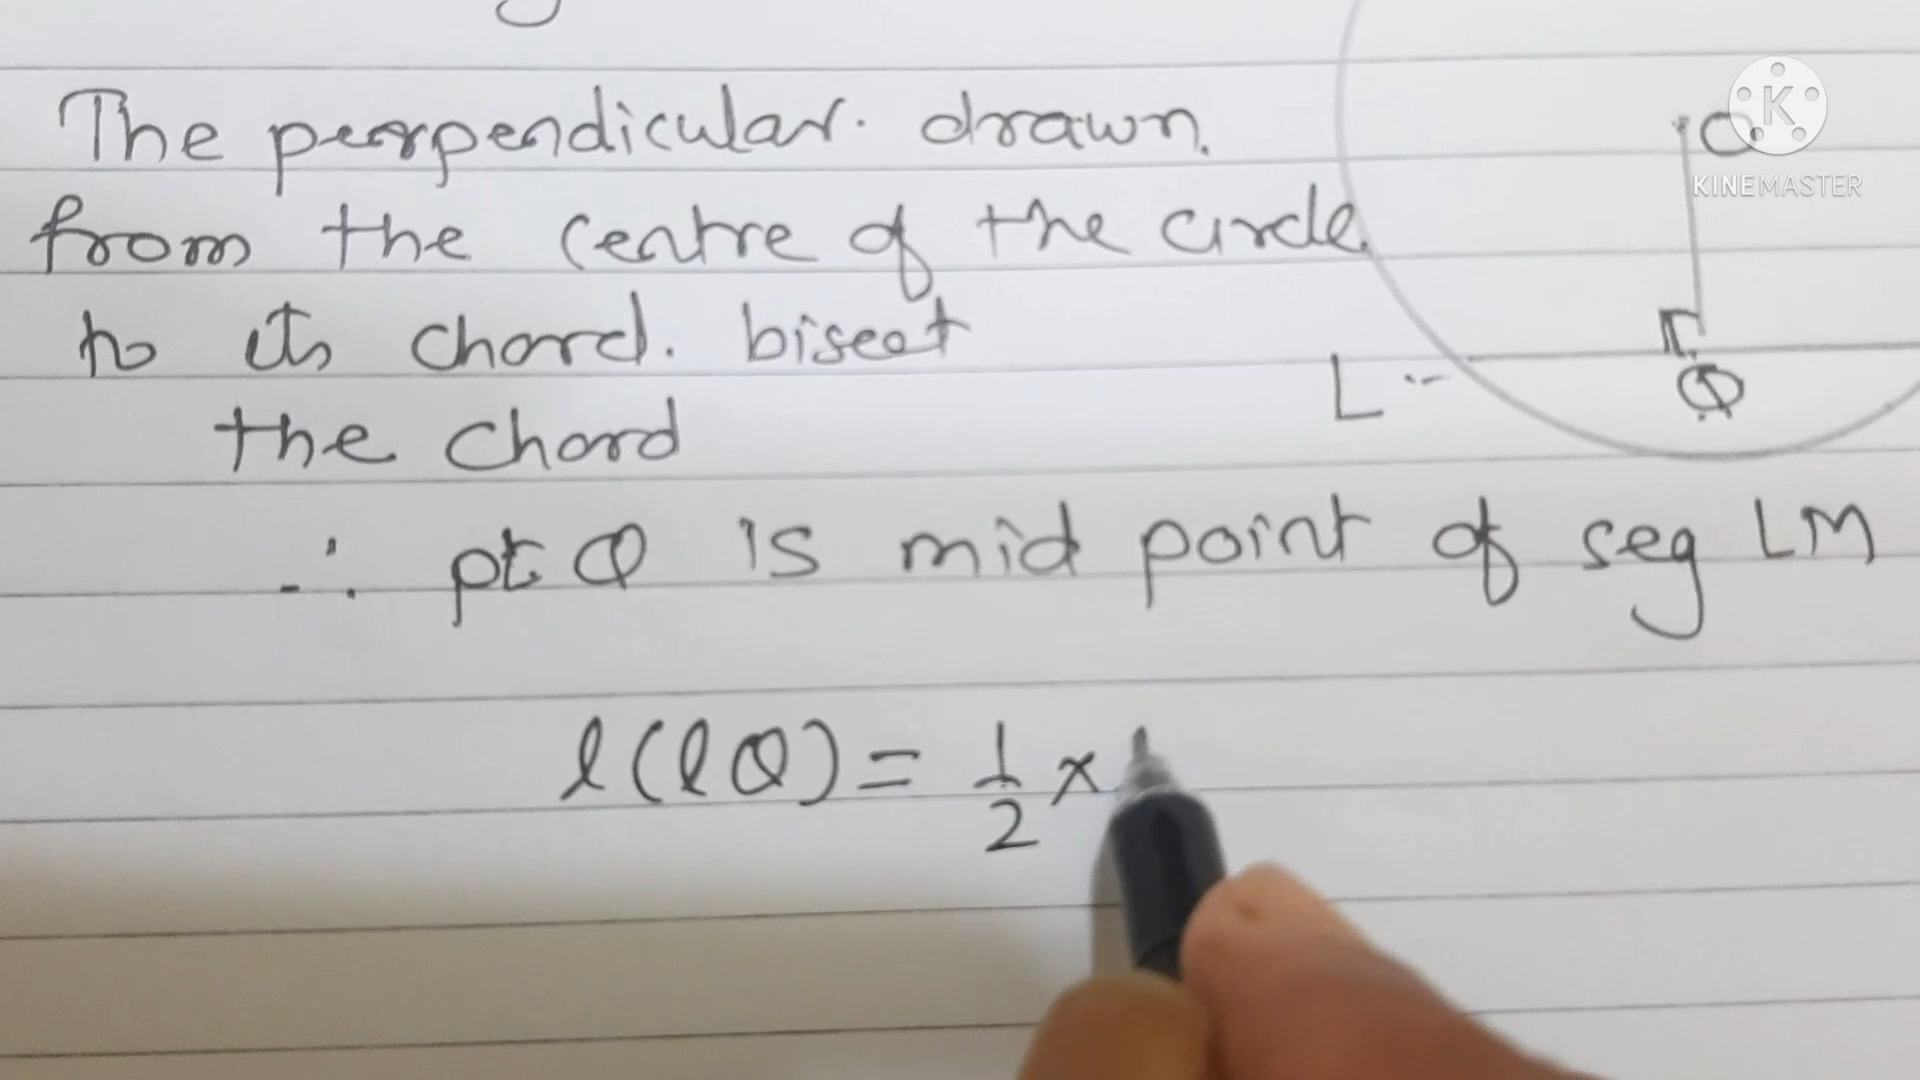 The perpendicular. drawn.
from the centre of the circle.
to its chord. bisect
the chord
∴ pt. Q is mid point of seg LM
l(lQ) = 1/2 x
O
L
Q
K
KINEMASTER